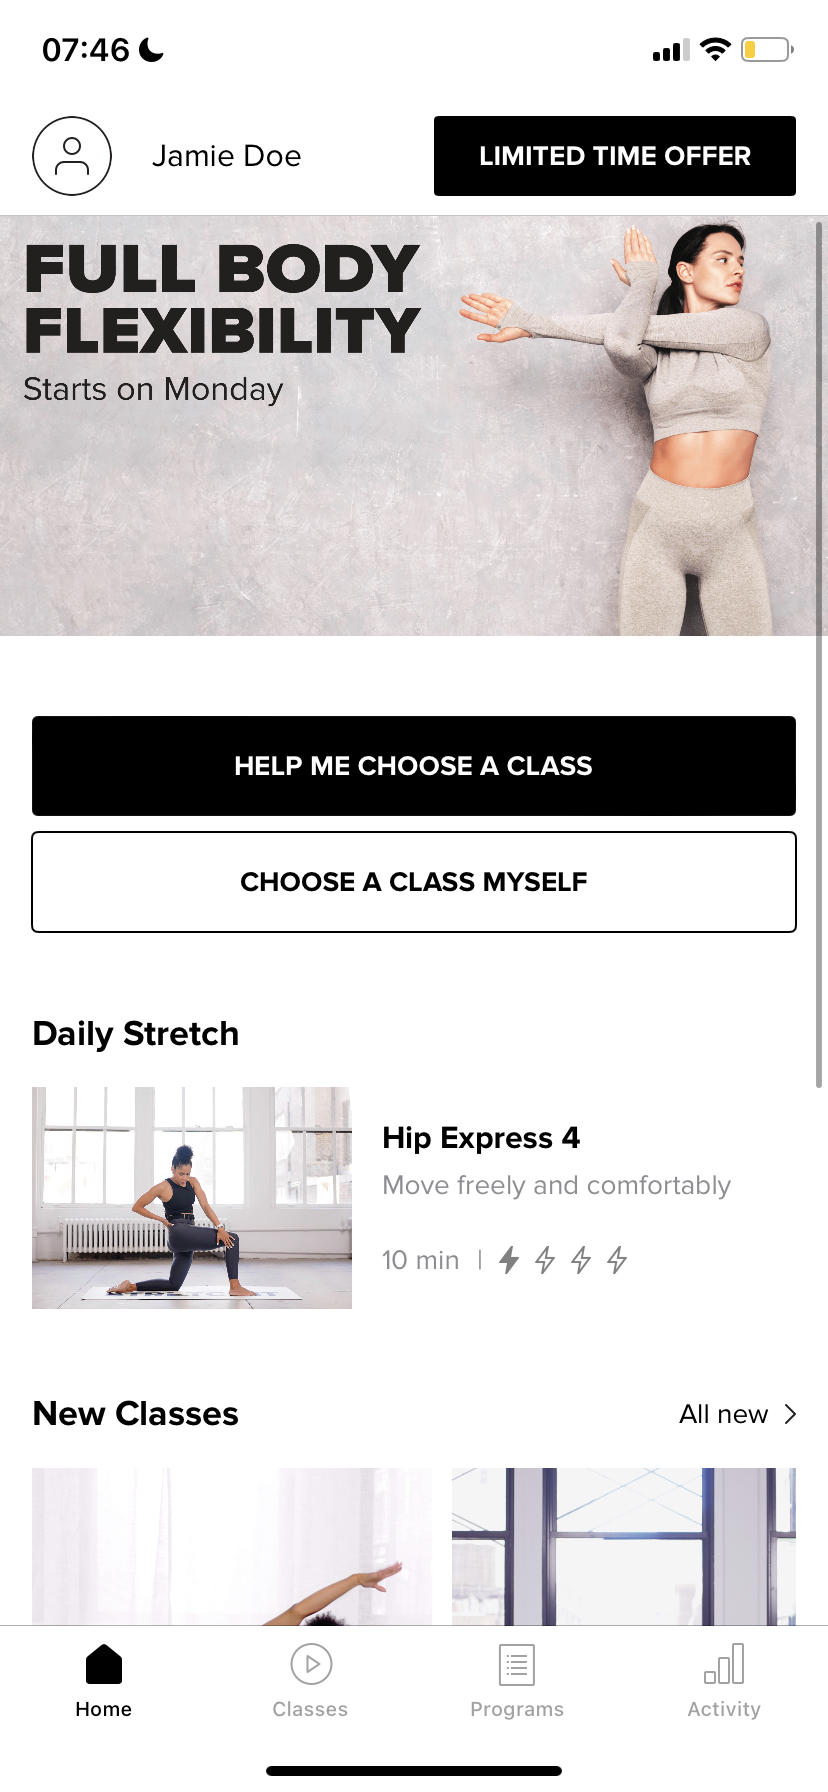 07:46
Jamie Doe
LIMITED TIME OFFER
FULL BODY
FLEXIBILITY
Starts on Monday
HELP ME CHOOSE A CLASS
CHOOSE A CLASS MYSELF
Daily Stretch
Hip Express 4
Move freely and comfortably
10 min |
New Classes
All new
Home
Classes
Programs
Activity